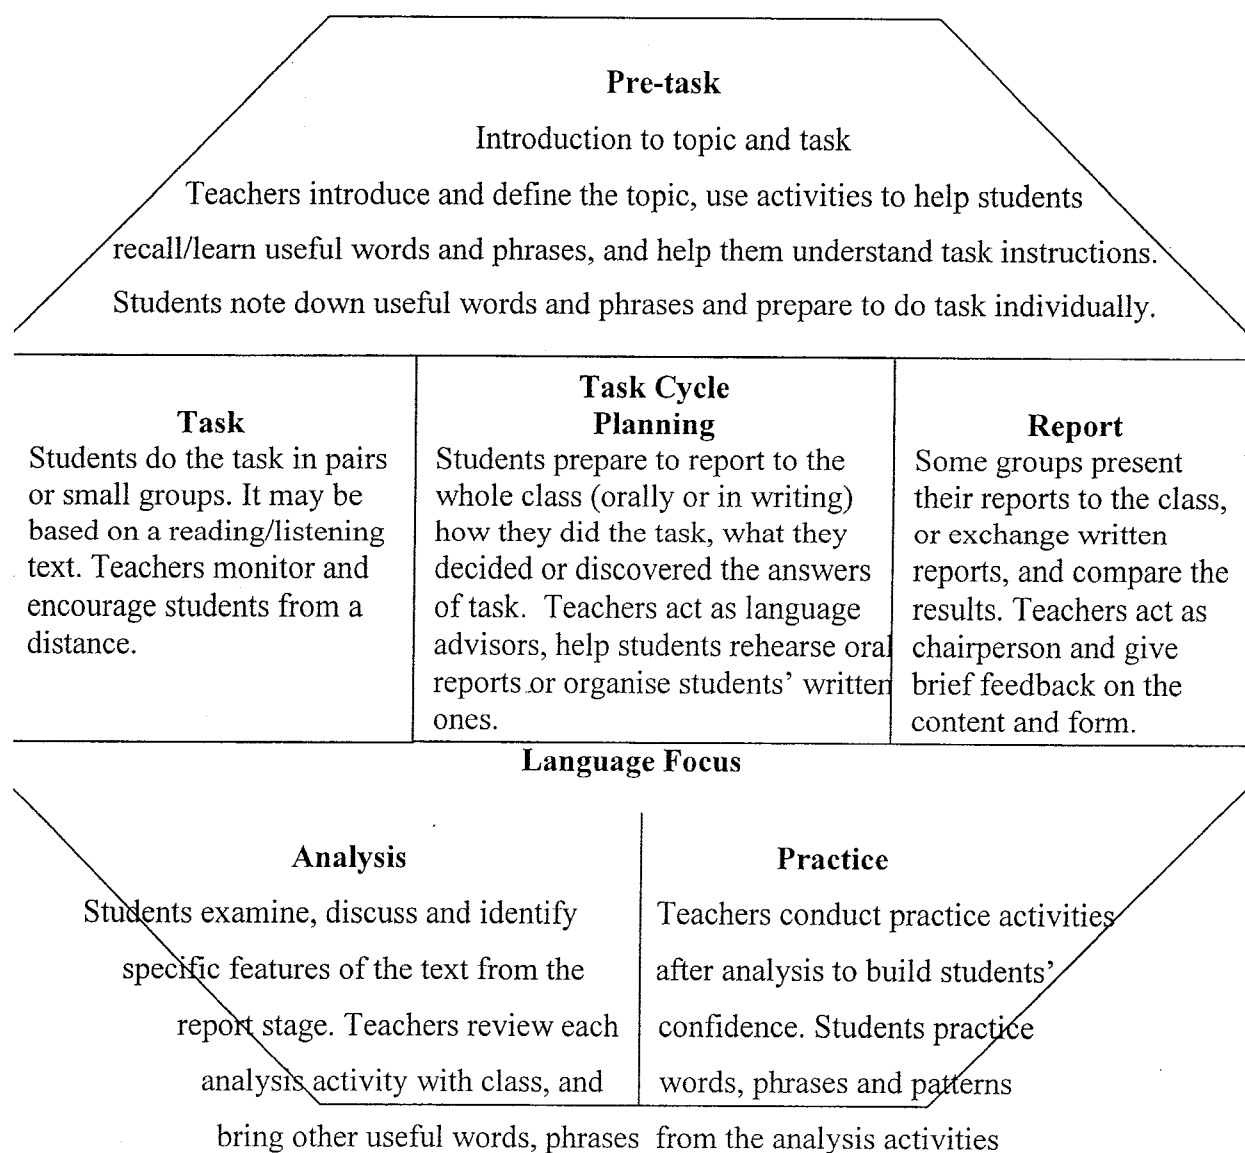 Pre-task
Introduction to topic and task
Teachers introduce and define the topic, use activities to help students
recall/learn useful words and phrases, and help them understand task instructions.
Students note down useful words and phrases and prepare to do task individually.
Task Cycle
Task
Students do the task in pairs
or small groups. It may be
based on a reading/listening
text. Teachers monitor and
encourage students from a
distance.
Planning
Students prepare to report to the
whole class (orally or in writing)
how they did the task, what they
decided or discovered the answers
of task. Teachers act as language
advisors, help students rehearse oral
reports or organise students' written
ones.
Report
Some groups present
their reports to the class,
or exchange written
reports, and compare the
results. Teachers act as
chairperson and give
brief feedback on the
content and form.
Language Focus
Analysis
Students examine, discuss and identify
specific features of the text from the
report stage. Teachers review each
analysis activity with class, and
bring other useful words, phrases
Practice
Teachers conduct practice activities
after analysis to build students'
confidence. Students practice
words, phrases and patterns
from the analysis activities